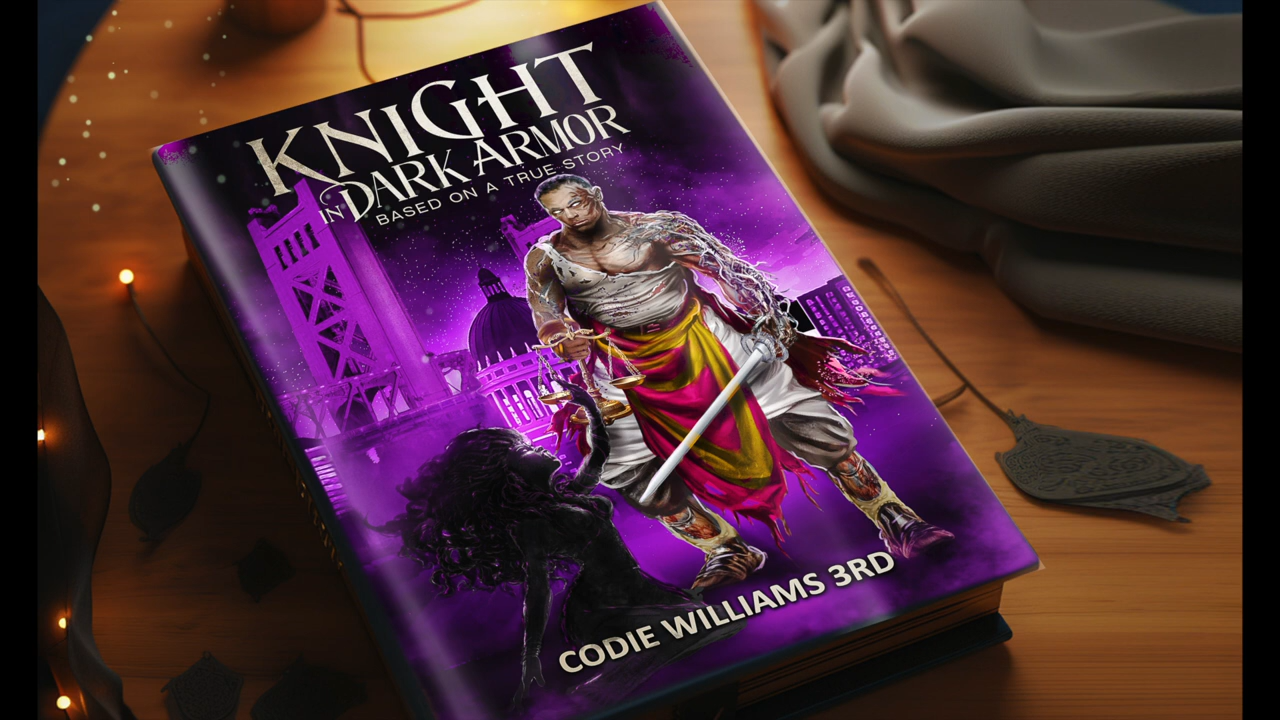 KNIGHT
IN DARK ARMOR
BASED ON A TRUE STORY
CODIE WILLIAMS 3RD